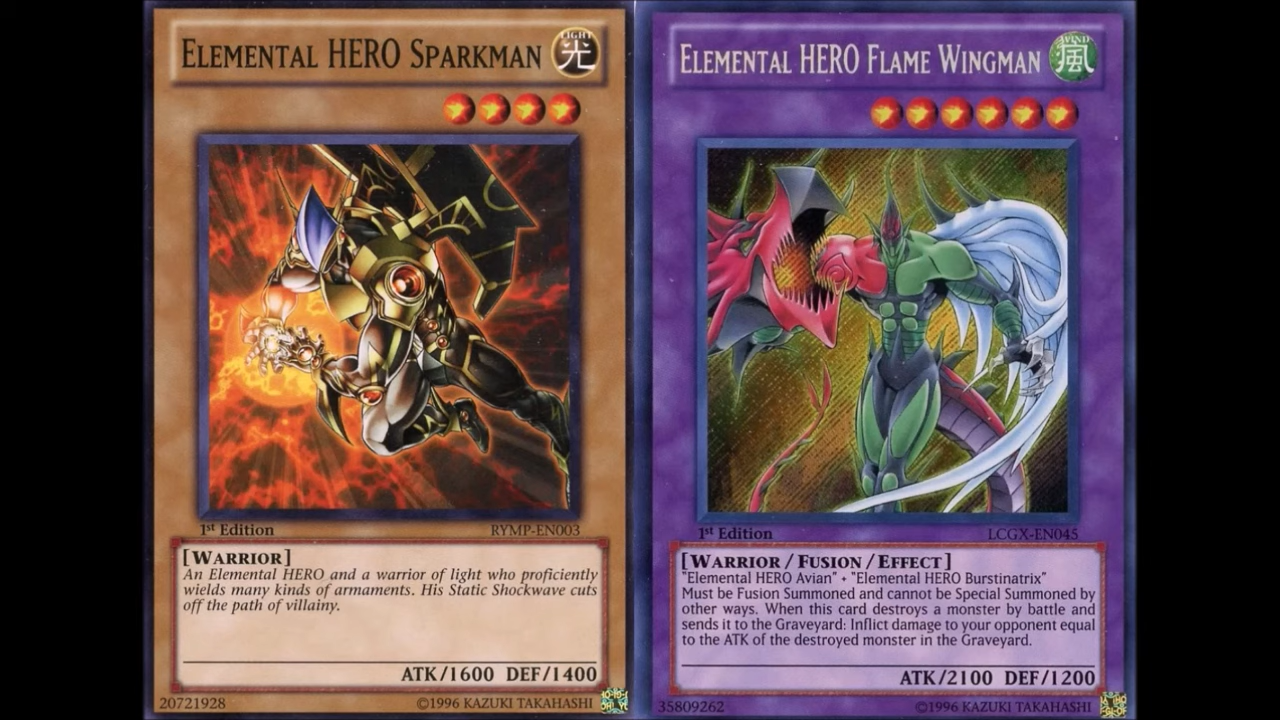 ELEMENTAL HERO SPARKMAN
LIGHT
光
1st Edition
RYMP-EN003
[WARRIOR]
An Elemental HERO and a warrior of light who proficiently
wields many kinds of armaments. His Static Shockwave cuts
off the path of villainy.
ATK/1600 DEF/1400
20721928
©1996 KAZUKI TAKAHASHI
ELEMENTAL HERO FLAME WINGMAN
WIND
風
1st Edition
LCGX-EN045
[WARRIOR/FUSION/EFFECT]
"Elemental HERO Avian" + "Elemental HERO Burstinatrix"
Must be Fusion Summoned and cannot be Special Summoned by
other ways. When this card destroys a monster by battle and
sends it to the Graveyard: Inflict damage to your opponent equal
to the ATK of the destroyed monster in the Graveyard.
ATK/2100 DEF/1200
35809262
©1996 KAZUKI TAKAHASHI